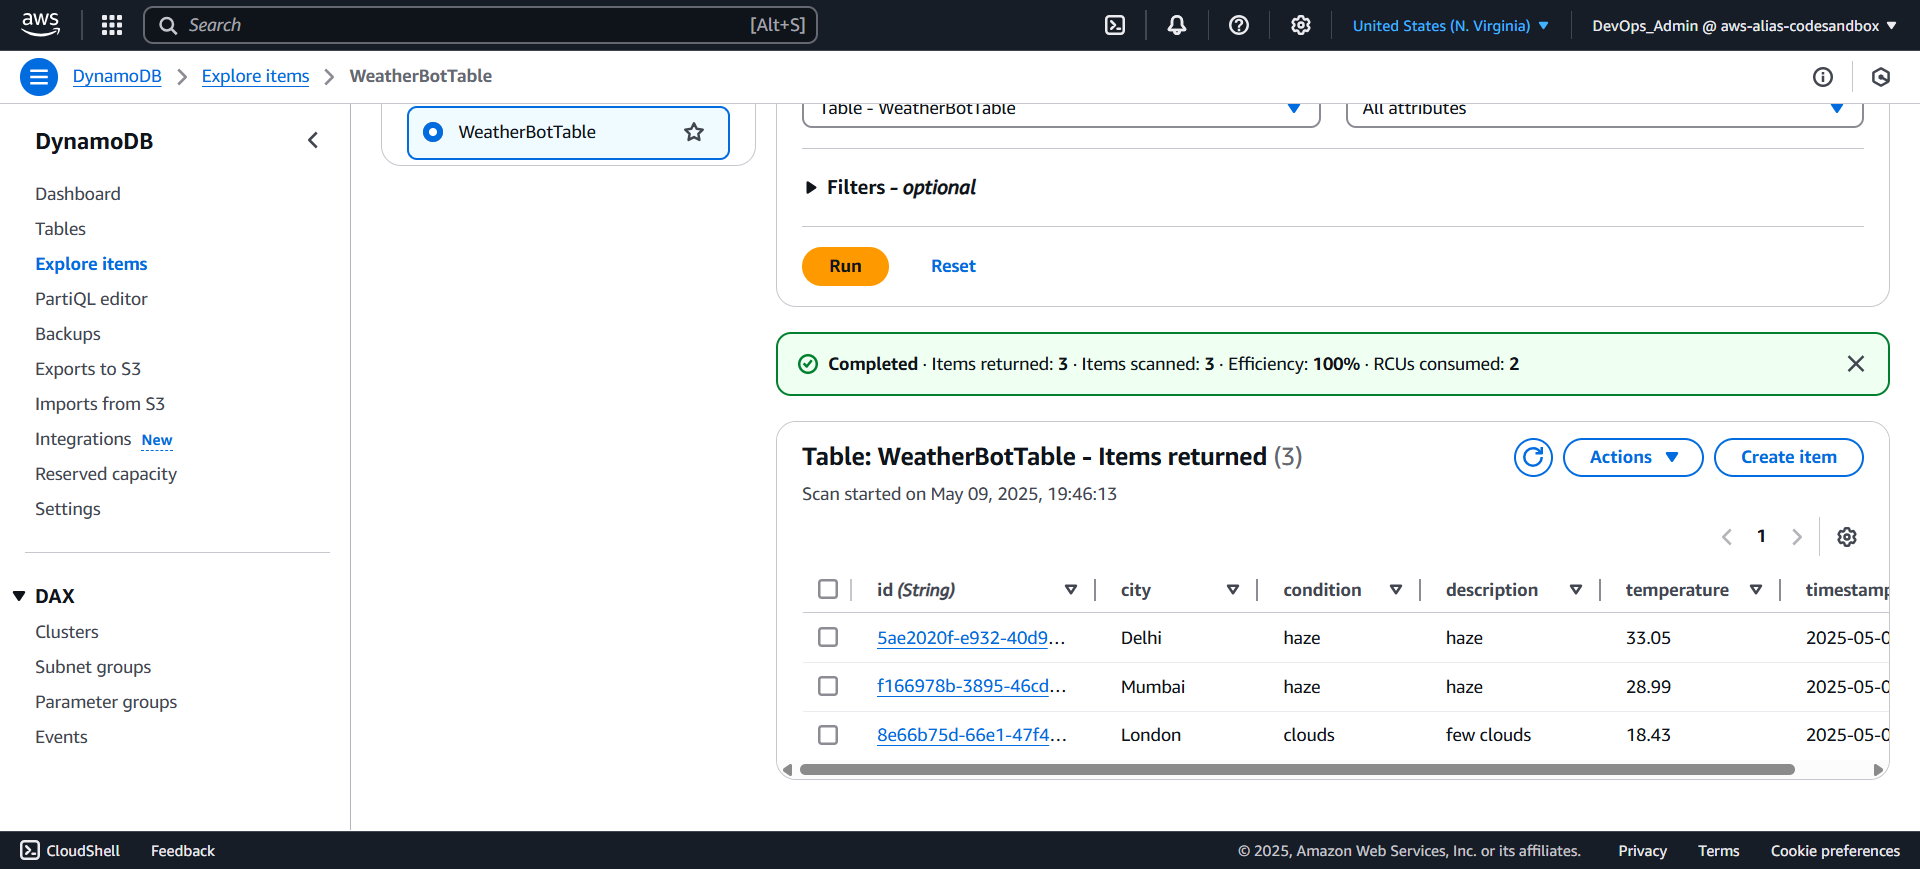 aws
Search [Alt+S]
United States (N. Virginia)
DevOps_Admin @ aws-alias-codesandbox
DynamoDB > Explore items > WeatherBotTable
DynamoDB
Dashboard
Tables
Explore items
PartiQL editor
Backups
Exports to S3
Imports from S3
Integrations New
Reserved capacity
Settings
DAX
Clusters
Subnet groups
Parameter groups
Events
WeatherBotTable
Table - WeatherBotTable
All attributes
Filters - optional
Run Reset
Completed · Items returned: 3 · Items scanned: 3 · Efficiency: 100% · RCUs consumed: 2
Table: WeatherBotTable - Items returned (3)
Scan started on May 09, 2025, 19:46:13
Actions
Create item
1
id (String) city condition description temperature timestamp
5ae2020f-e932-40d9... Delhi haze haze 33.05 2025-05-0
f166978b-3895-46cd... Mumbai haze haze 28.99 2025-05-0
8e66b75d-66e1-47f4... London clouds few clouds 18.43 2025-05-0
CloudShell Feedback
© 2025, Amazon Web Services, Inc. or its affiliates. Privacy Terms Cookie preferences